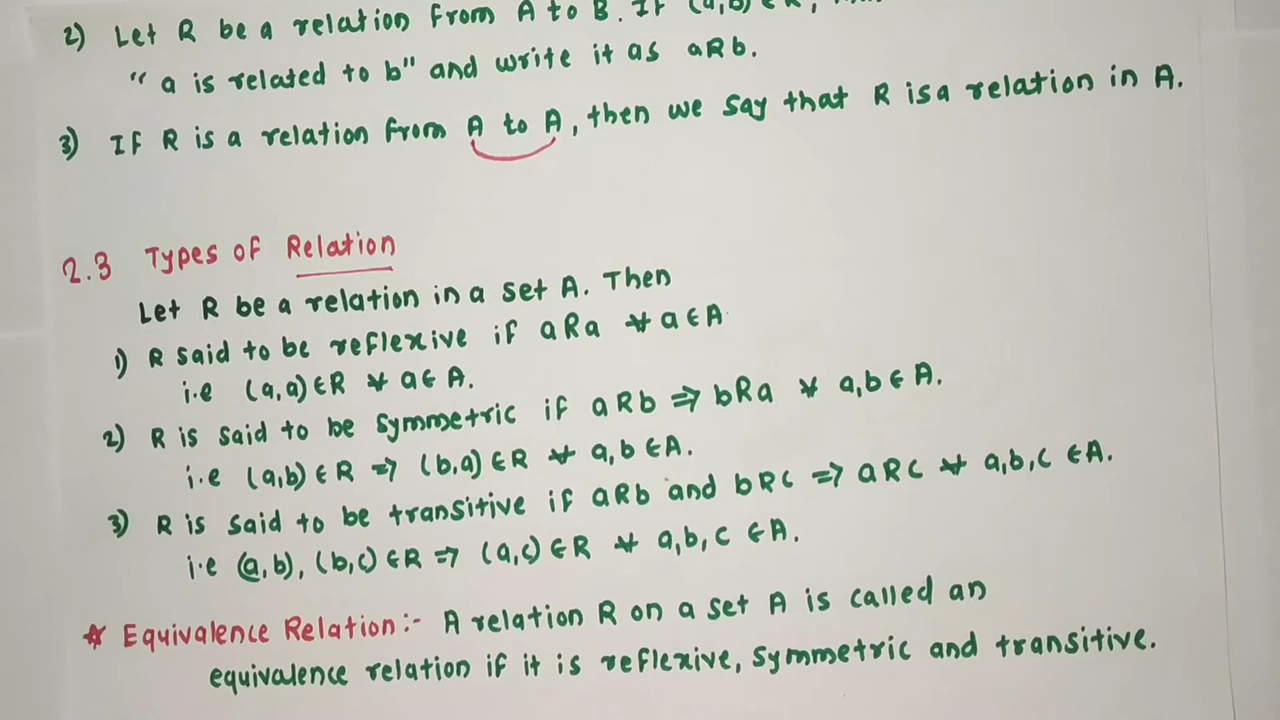 2) Let R be a relation from A to B. If (a,b) ∈ R,
" a is related to b" and write it as aRb.
3) If R is a relation from A to A, then we say that R is a relation in A.
2.3 Types of Relation
Let R be a relation in a set A. Then
1) R said to be reflexive if aRa ∀ a ∈ A
i.e (a,a) ∈ R ∀ a ∈ A.
2) R is said to be symmetric if aRb ⇒ bRa ∀ a,b ∈ A.
i.e (a,b) ∈ R ⇒ (b,a) ∈ R ∀ a,b ∈ A.
3) R is said to be transitive if aRb and bRc ⇒ aRc ∀ a,b,c ∈ A.
i.e (a,b), (b,c) ∈ R ⇒ (a,c) ∈ R ∀ a,b,c ∈ A.
* Equivalence Relation:- A relation R on a set A is called an
equivalence relation if it is reflexive, symmetric and transitive.